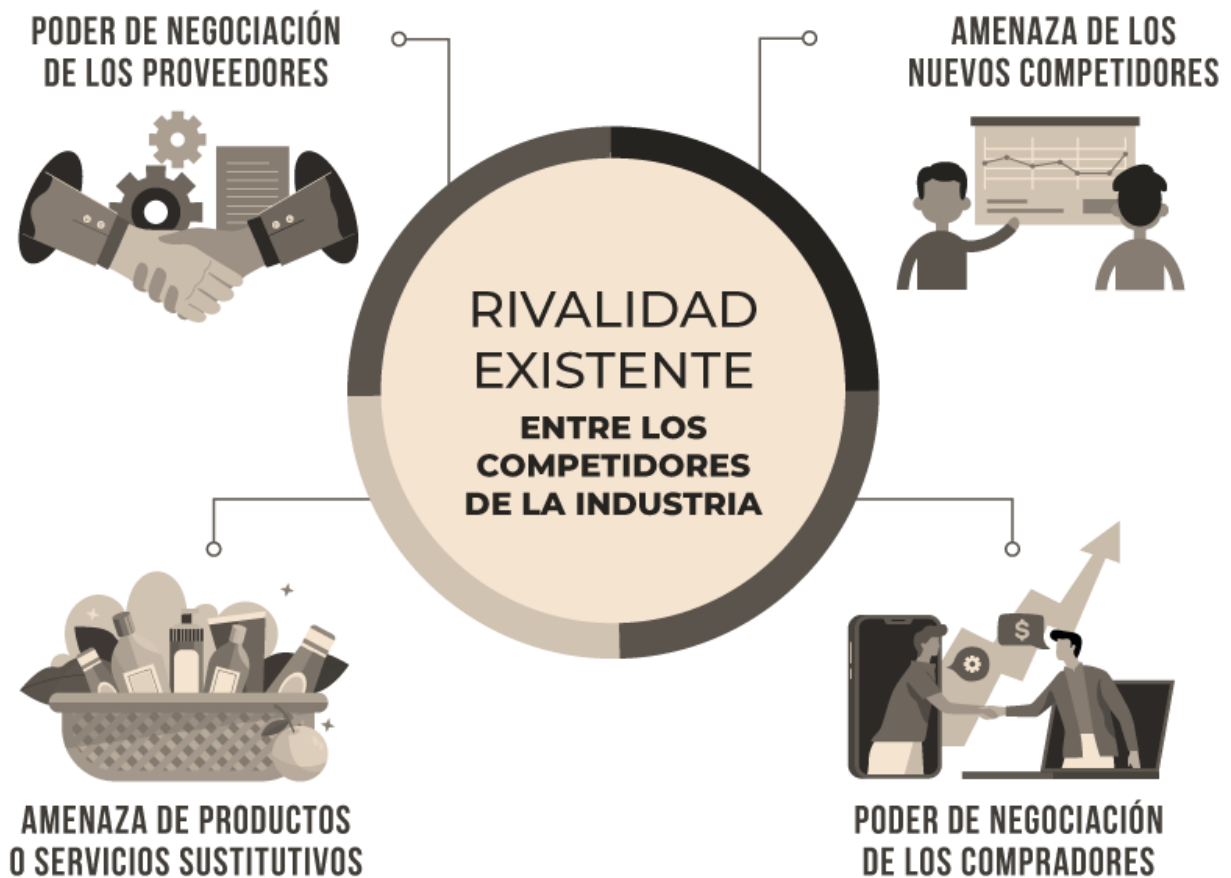 PODER DE NEGOCIACIÓN
DE LOS PROVEEDORES
AMENAZA DE LOS
NUEVOS COMPETIDORES
RIVALIDAD
EXISTENTE
ENTRE LOS
COMPETIDORES
DE LA INDUSTRIA
$
AMENAZA DE PRODUCTOS
O SERVICIOS SUSTITUTIVOS
PODER DE NEGOCIACIÓN
DE LOS COMPRADORES